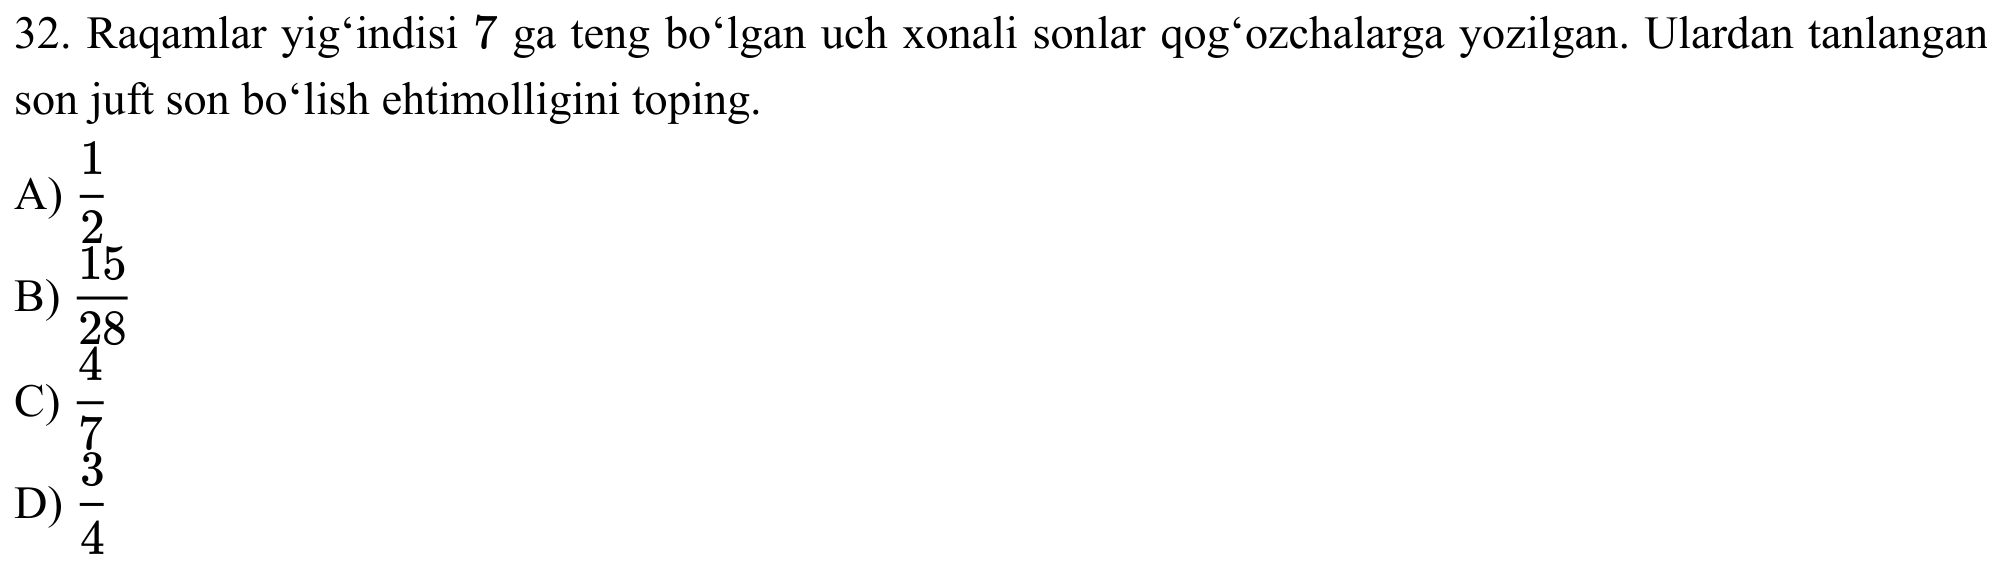 32. Raqamlar yig‘indisi 7 ga teng bo‘lgan uch xonali sonlar qog‘ozchalarga yozilgan. Ulardan tanlangan
son juft son bo‘lish ehtimolligini toping.
A) 1/2
B) 15/28
C) 4/7
D) 3/4